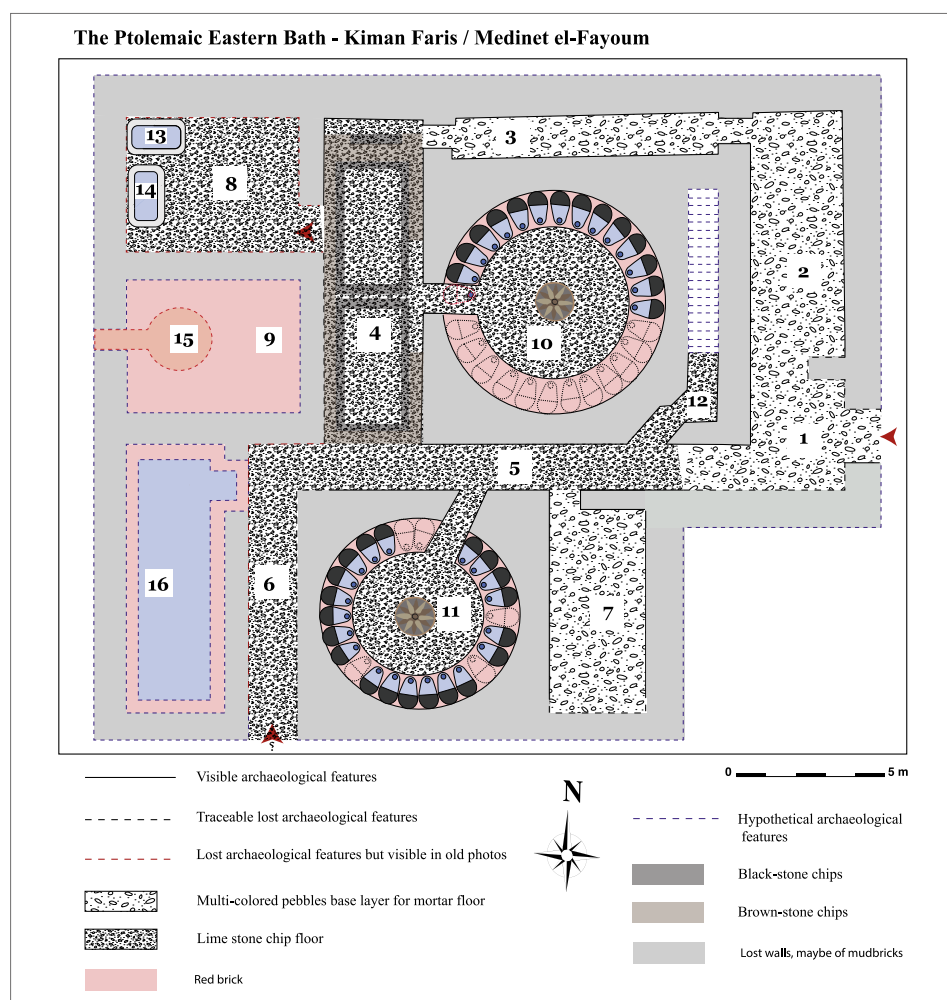 The Ptolemaic Eastern Bath - Kiman Faris / Medinet el-Fayoum
13
3
8
14
2
15
9
4
10
12
1
5
16
6
11
7
?
Visible archaeological features
0 5 m
Traceable lost archaeological features
N
Hypothetical archaeological
features
Lost archaeological features but visible in old photos
Black-stone chips
Multi-colored pebbles base layer for mortar floor
Brown-stone chips
Lime stone chip floor
Lost walls, maybe of mudbricks
Red brick